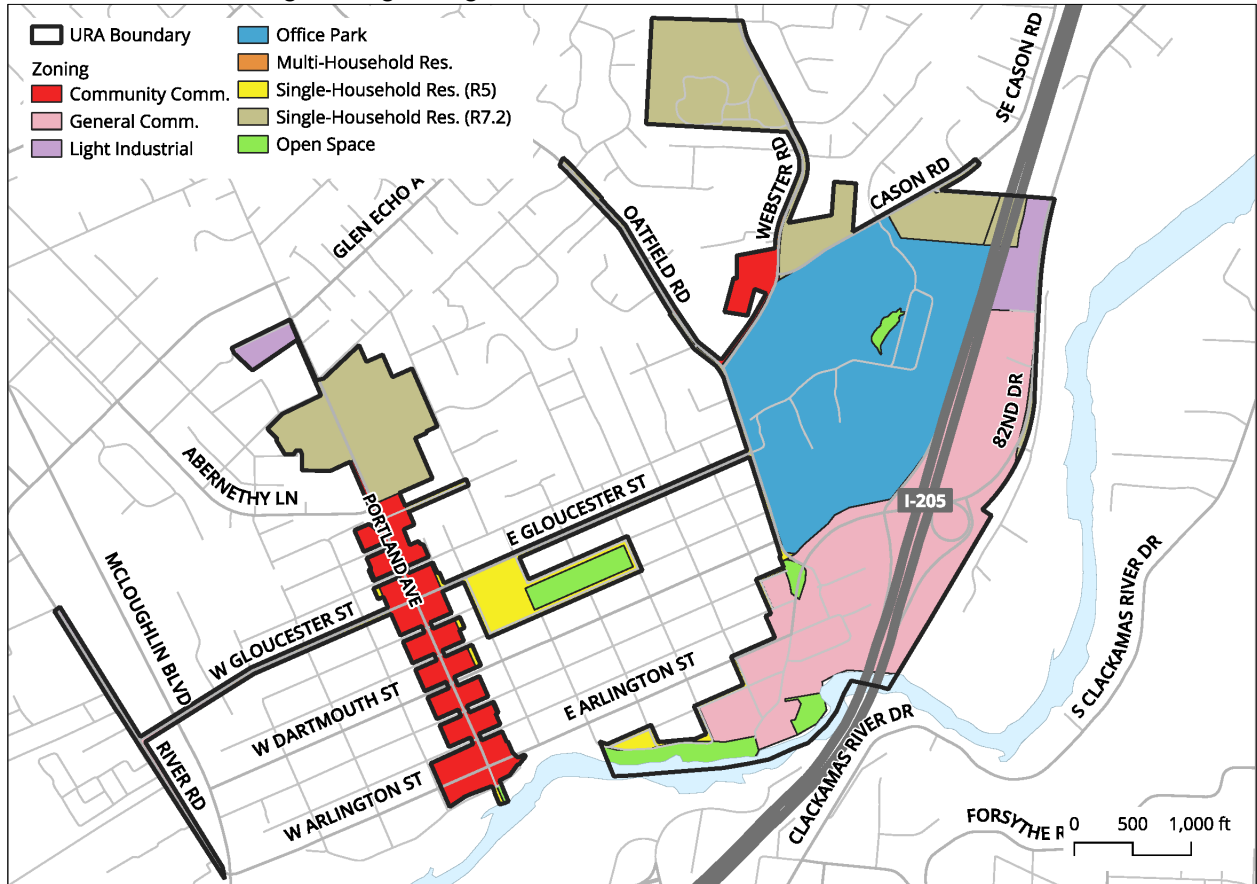 URA Boundary
Zoning
Community Comm.
General Comm.
Light Industrial
Office Park
Multi-Household Res.
Single-Household Res. (R5)
Single-Household Res. (R7.2)
Open Space
SE CASON RD
WEBSTER RD
CASON RD
GLEN ECHO A
OATFIELD RD
82ND DR
ABERNETHY LN
PORTLAND AVE
E GLOUCESTER ST
I-205
MCLOUGHLIN BLVD
W GLOUCESTER ST
S CLACKAMAS RIVER DR
E ARLINGTON ST
W DARTMOUTH ST
RIVER RD
CLACKAMAS RIVER DR
W ARLINGTON ST
FORSYTHE R
0 500 1,000 ft